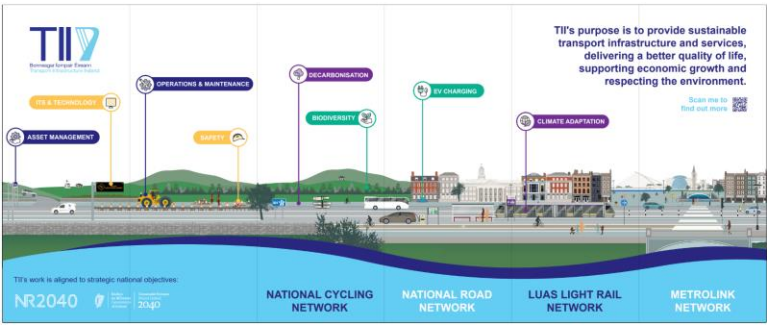 TII
Bonneagar Iompair Éireann
Transport Infrastructure Ireland
TII's purpose is to provide sustainable
transport infrastructure and services,
delivering a better quality of life,
supporting economic growth and
respecting the environment.
Scan me to
find out more
DECARBONISATION
OPERATIONS & MAINTENANCE
EV CHARGING
ITS & TECHNOLOGY
BIODIVERSITY
CLIMATE ADAPTATION
ASSET MANAGEMENT
SAFETY
TII's work is aligned to strategic national objectives:
NR2040
2040
NATIONAL CYCLING
NETWORK
NATIONAL ROAD
NETWORK
LUAS LIGHT RAIL
NETWORK
METROLINK
NETWORK